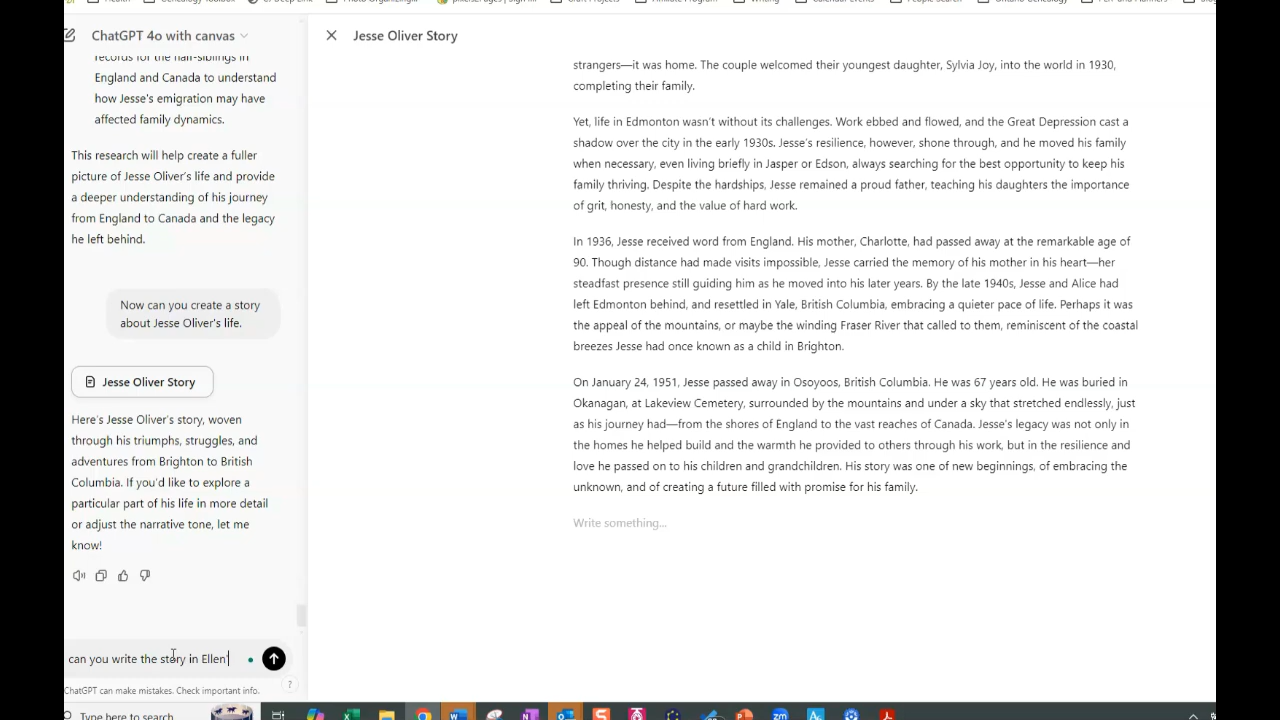 ChatGPT 4o with canvas
Jesse Oliver Story
records for the half-siblings in
England and Canada to understand
how Jesse's emigration may have
affected family dynamics.
This research will help create a fuller
picture of Jesse Oliver's life and provide
a deeper understanding of his journey
from England to Canada and the legacy
he left behind.
Now can you create a story
about Jesse Oliver's life.
Jesse Oliver Story
Here's Jesse Oliver's story, woven
through his triumphs, struggles, and
adventures from Brighton to British
Columbia. If you'd like to explore a
particular part of his life in more detail
or adjust the narrative tone, let me
know!
can you write the story in Ellen'
ChatGPT can make mistakes. Check important info.
?
strangers—it was home. The couple welcomed their youngest daughter, Sylvia Joy, into the world in 1930,
completing their family.
Yet, life in Edmonton wasn't without its challenges. Work ebbed and flowed, and the Great Depression cast a
shadow over the city in the early 1930s. Jesse's resilience, however, shone through, and he moved his family
when necessary, even living briefly in Jasper or Edson, always searching for the best opportunity to keep his
family thriving. Despite the hardships, Jesse remained a proud father, teaching his daughters the importance
of grit, honesty, and the value of hard work.
In 1936, Jesse received word from England. His mother, Charlotte, had passed away at the remarkable age of
90. Though distance had made visits impossible, Jesse carried the memory of his mother in his heart—her
steadfast presence still guiding him as he moved into his later years. By the late 1940s, Jesse and Alice had
left Edmonton behind, and resettled in Yale, British Columbia, embracing a quieter pace of life. Perhaps it was
the appeal of the mountains, or maybe the winding Fraser River that called to them, reminiscent of the coastal
breezes Jesse had once known as a child in Brighton.
On January 24, 1951, Jesse passed away in Osoyoos, British Columbia. He was 67 years old. He was buried in
Okanagan, at Lakeview Cemetery, surrounded by the mountains and under a sky that stretched endlessly, just
as his journey had—from the shores of England to the vast reaches of Canada. Jesse's legacy was not only in
the homes he helped build and the warmth he provided to others through his work, but in the resilience and
love he passed on to his children and grandchildren. His story was one of new beginnings, of embracing the
unknown, and of creating a future filled with promise for his family.
Write something...
Type here to search